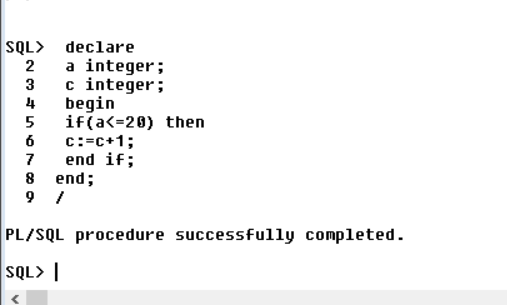 SQL>  declare
  2   a integer;
  3   c integer;
  4   begin
  5   if(a<=20) then
  6   c:=c+1;
  7   end if;
  8  end;
  9  /
PL/SQL procedure successfully completed.
SQL>